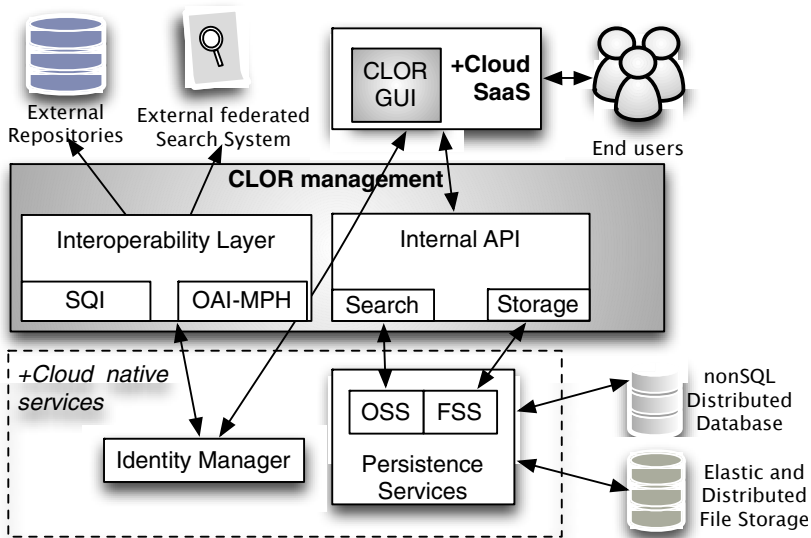 External
Repositories
External federated
Search System
CLOR
GUI
+Cloud
SaaS
End users
CLOR management
Interoperability Layer
SQI
OAI-MPH
Internal API
Search
Storage
+Cloud native
services
Identity Manager
OSS
FSS
Persistence
Services
nonSQL
Distributed
Database
Elastic and
Distributed
File Storage